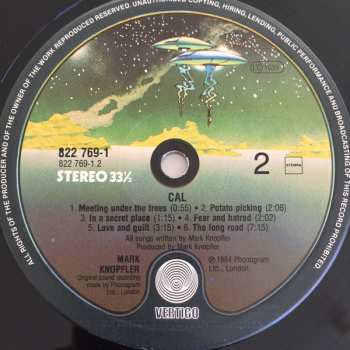 ALL RIGHTS OF THE PRODUCER AND OF THE OWNER OF THE WORK REPRODUCED RESERVED. UNAUTHORISED COPYING, HIRING, LENDING, PUBLIC PERFORMANCE AND BROADCASTING OF THIS RECORD PROHIBITED.
822 769-1
822 769-1.2
STEREO 33⅓
2
STEMRA
CAL
1. Meeting under the trees (0:55) • 2. Potato picking (2:06)
3. In a secret place (1:15) • 4. Fear and hatred (2:02)
5. Love and guilt (3:15) • 6. The long road (7:15)
All songs written by Mark Knopfler
Produced by Mark Knopfler
MARK
KNOPFLER
Original sound recording
made by Phonogram
Ltd., London
℗ 1984 Phonogram
Ltd., London
VERTIGO